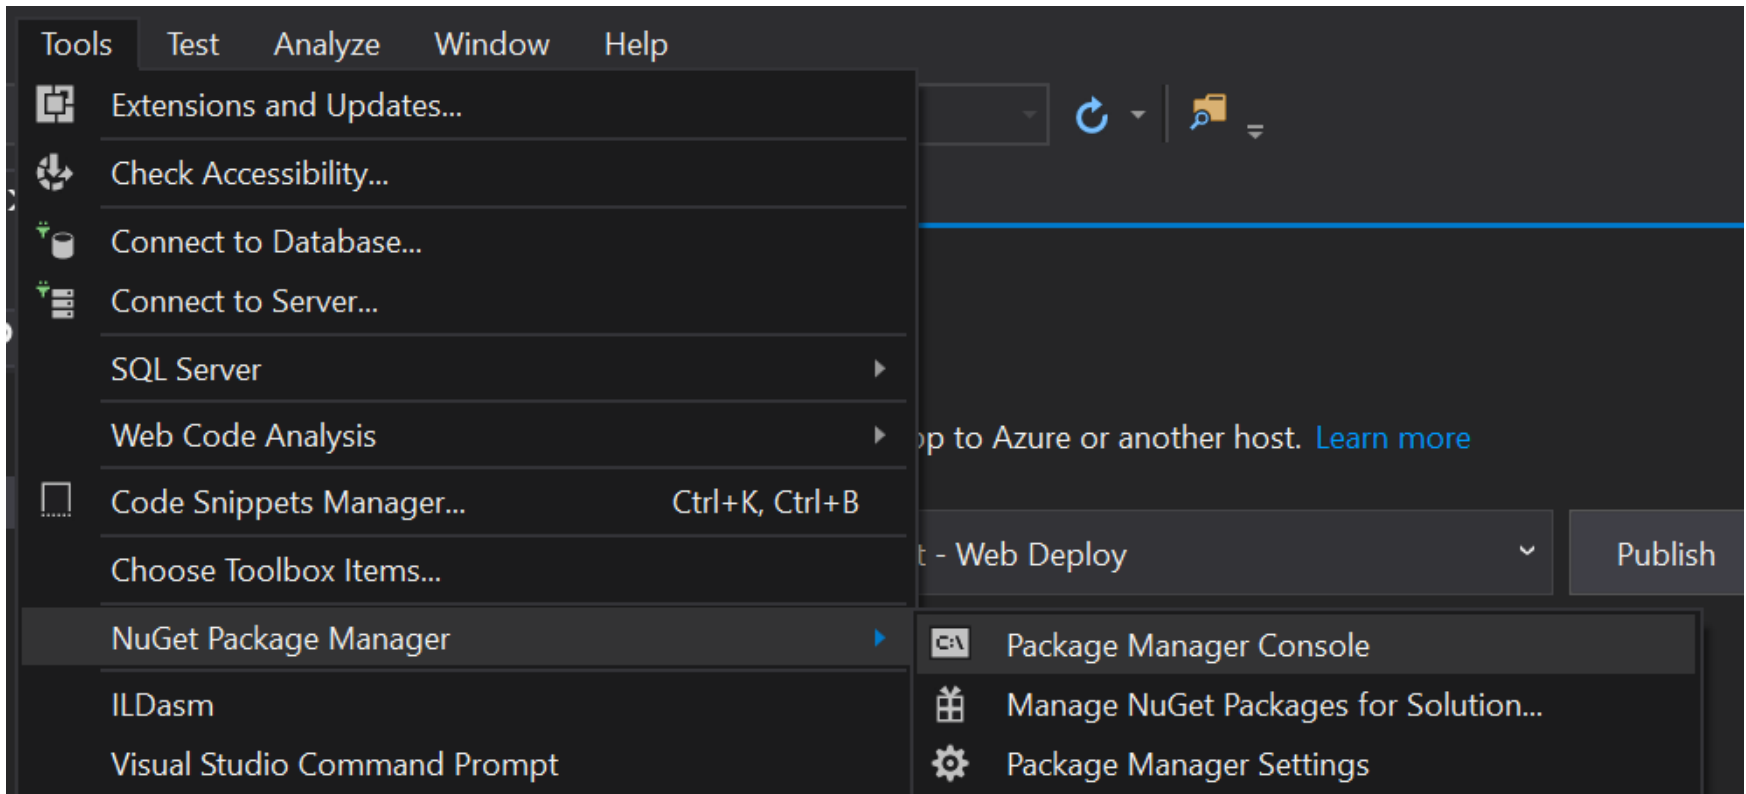 Tools Test Analyze Window Help
Extensions and Updates...
Check Accessibility...
Connect to Database...
Connect to Server...
SQL Server
Web Code Analysis
to Azure or another host. Learn more
Code Snippets Manager... Ctrl+K, Ctrl+B
- Web Deploy
Publish
Choose Toolbox Items...
NuGet Package Manager
C:\ Package Manager Console
Manage NuGet Packages for Solution...
Package Manager Settings
ILDasm
Visual Studio Command Prompt